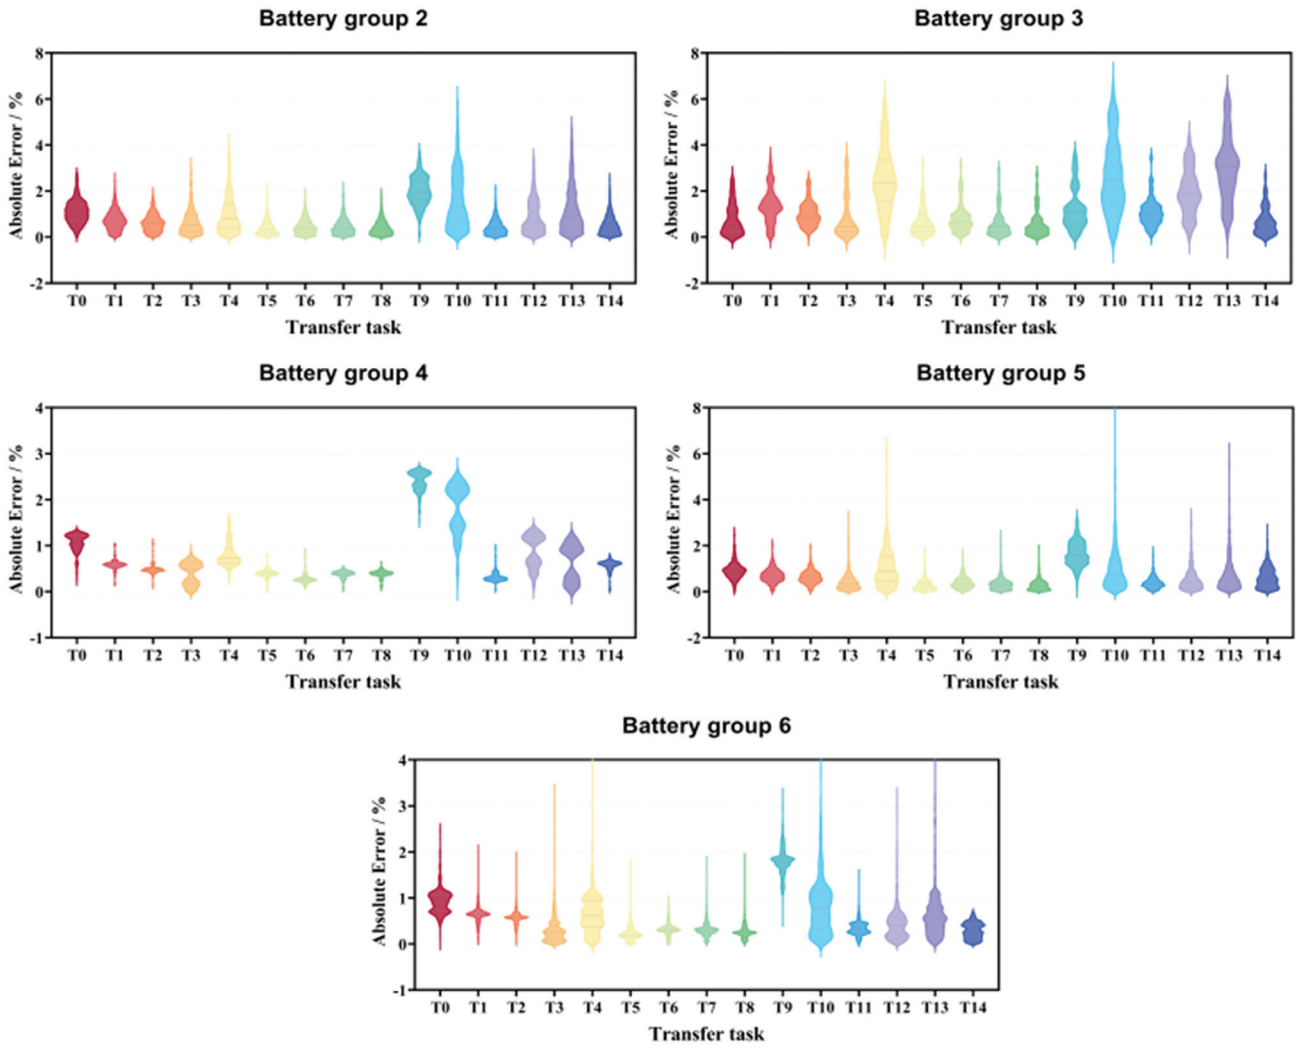 Battery group 2
Absolute Error / %
8
6
4
2
0
-2
T0 T1 T2 T3 T4 T5 T6 T7 T8 T9 T10 T11 T12 T13 T14
Transfer task
Battery group 3
Absolute Error / %
8
6
4
2
0
-2
T0 T1 T2 T3 T4 T5 T6 T7 T8 T9 T10 T11 T12 T13 T14
Transfer task
Battery group 4
Absolute Error / %
4
3
2
1
0
-1
T0 T1 T2 T3 T4 T5 T6 T7 T8 T9 T10 T11 T12 T13 T14
Transfer task
Battery group 5
Absolute Error / %
8
6
4
2
0
-2
T0 T1 T2 T3 T4 T5 T6 T7 T8 T9 T10 T11 T12 T13 T14
Transfer task
Battery group 6
Absolute Error / %
4
3
2
1
0
-1
T0 T1 T2 T3 T4 T5 T6 T7 T8 T9 T10 T11 T12 T13 T14
Transfer task